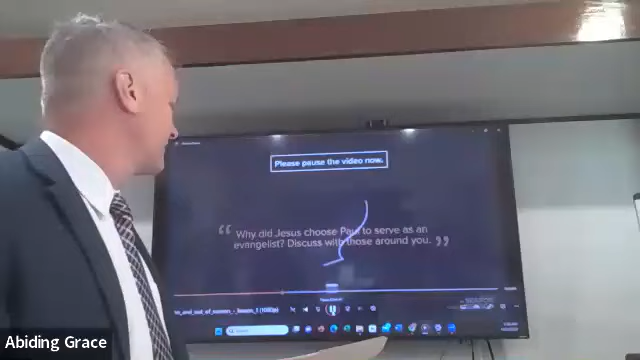 Please pause the video now.
“ Why did Jesus choose Paul to serve as an
evangelist? Discuss with those around you. ”
Abiding Grace